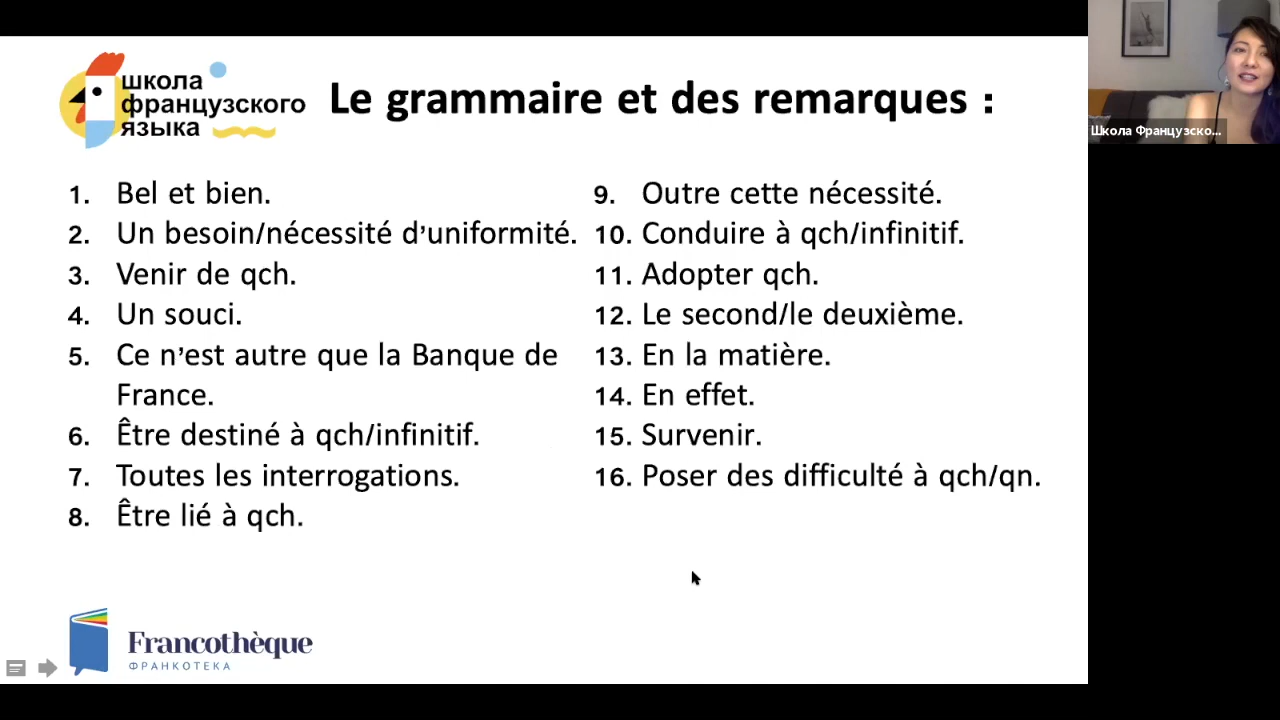 школа
французского
языка
Le grammaire et des remarques :
Школа Французско...
1. Bel et bien.
2. Un besoin/nécessité d’uniformité.
3. Venir de qch.
4. Un souci.
5. Ce n’est autre que la Banque de
France.
6. Être destiné à qch/infinitif.
7. Toutes les interrogations.
8. Être lié à qch.
9. Outre cette nécessité.
10. Conduire à qch/infinitif.
11. Adopter qch.
12. Le second/le deuxième.
13. En la matière.
14. En effet.
15. Survenir.
16. Poser des difficulté à qch/qn.
Francothèque
ФРАНКОТЕКА